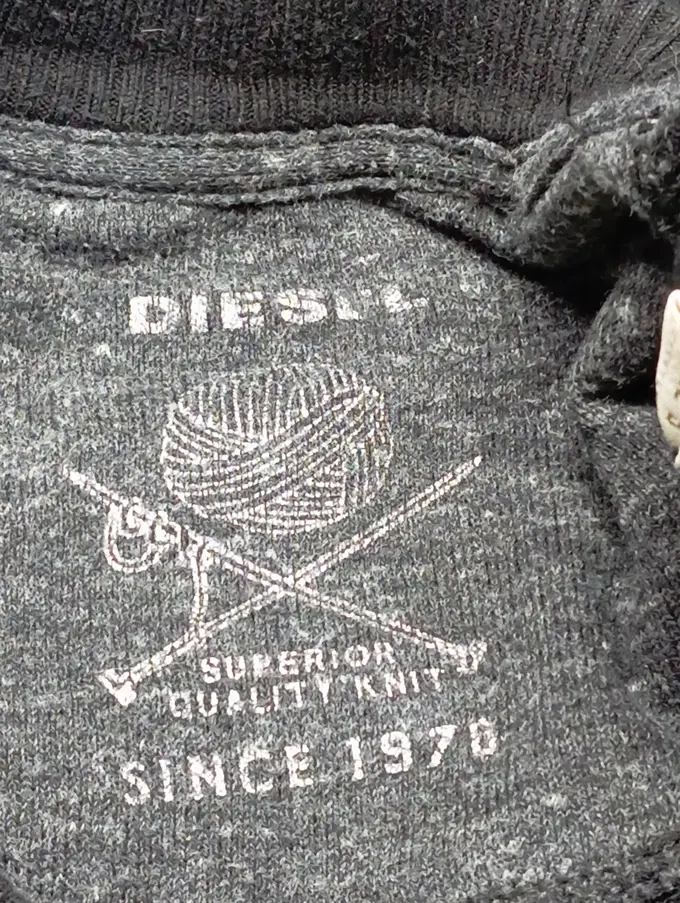 DIESEL
SUPERIOR
QUALITY KNIT
SINCE 1978